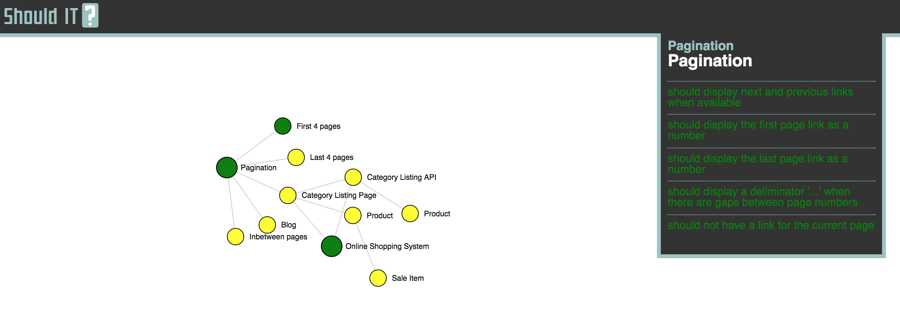 Should IT ?
Pagination
Pagination
should display next and previous links
when available
should display the first page link as a
number
should display the last page link as a
number
should display a deliminator '...' when
there are gaps between page numbers
should not have a link for the current page
First 4 pages
Last 4 pages
Pagination
Category Listing API
Category Listing Page
Product
Product
Blog
Inbetween pages
Online Shopping System
Sale Item